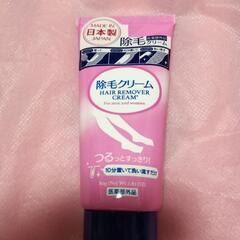 MADE IN
日本製
JAPAN
除毛
クリーム
除毛クリーム
HAIR REMOVER
CREAM
For men and women
つるっとすっきり!
10分置いて洗い流すだけ
医薬部外品